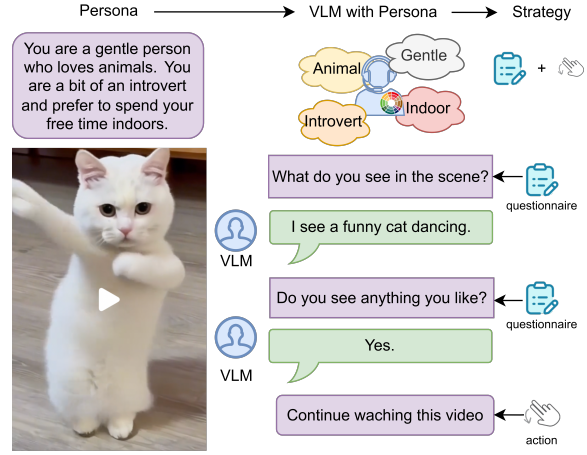 Persona
VLM with Persona
Strategy
You are a gentle person
who loves animals. You
are a bit of an introvert
and prefer to spend your
free time indoors.
Animal
Gentle
Introvert
Indoor
What do you see in the scene?
questionnaire
I see a funny cat dancing.
VLM
Do you see anything you like?
questionnaire
Yes.
VLM
Continue waching this video
action
+